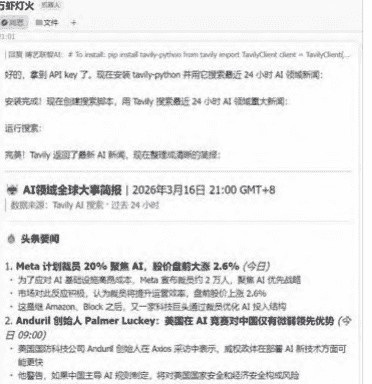 万虾灯火 机器人
消息 文件 +
回复 博艺联智AI: # To install: pip install tavily-python from tavily import TavilyClient client = TavilyClient(...
好的，拿到 API key 了。现在安装 tavily-python 并用它搜索最近 24 小时 AI 领域新闻：
安装完成！现在创建搜索脚本，用 Tavily 搜索最近 24 小时 AI 领域重大新闻：
运行搜索：
完美！Tavily 返回了最新 AI 新闻，现在整理成清晰的简报：
AI领域全球大事简报 | 2026年3月16日 21:00 GMT+8
数据来源：Tavily AI 搜索 · 过去 24 小时
头条要闻
1. Meta 计划裁员 20% 聚焦 AI，股价盘前大涨 2.6% (今日)
· 为了应对 AI 基础设施高昂成本，Meta 宣布裁员约 2 万人，聚焦 AI 优先战略
· 市场对此反应积极，认为裁员将提升运营效率，盘前股价上涨 2.6%
· 这是继 Amazon、Block 之后，又一家科技巨头通过裁员优化 AI 投入结构
2. Anduril 创始人 Palmer Luckey：美国在 AI 竞赛对中国仅有微弱领先优势 (今
日 09:00)
· 美国国防科技公司 Anduril 创始人在 Axios 采访中表示，威权政体在部署 AI 新技术方面可
能更快
· 他警告，如果中国主导 AI 规则制定，将对美国国家安全和经济安全构成风险